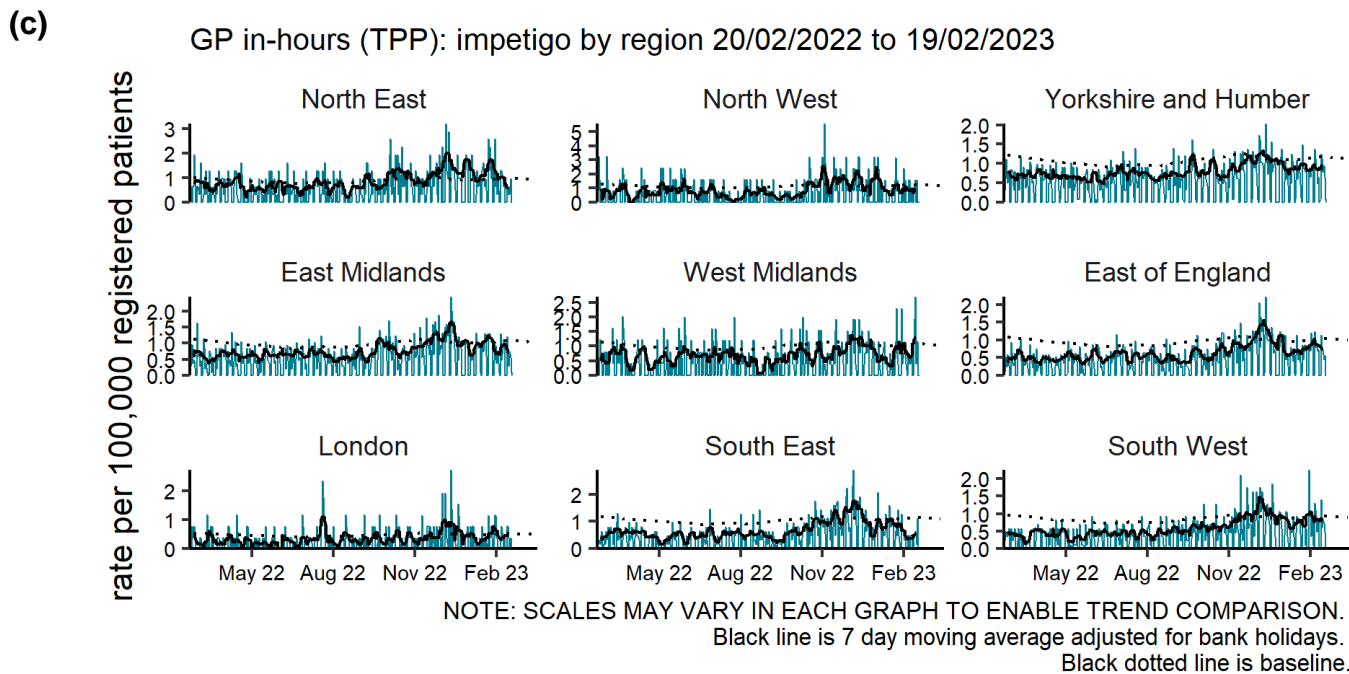 (c)
GP in-hours (TPP): impetigo by region 20/02/2022 to 19/02/2023
rate per 100,000 registered patients
North East
3
2
1
0
North West
5
4
3
2
1
0
Yorkshire and Humber
2.0
1.5
1.0
0.5
0.0
East Midlands
2.0
1.5
1.0
0.5
0.0
West Midlands
2.5
2.0
1.5
1.0
0.5
0.0
East of England
2.0
1.5
1.0
0.5
0.0
London
2
1
0
South East
2
1
0
South West
2.0
1.5
1.0
0.5
0.0
May 22 Aug 22 Nov 22 Feb 23
May 22 Aug 22 Nov 22 Feb 23
May 22 Aug 22 Nov 22 Feb 23
NOTE: SCALES MAY VARY IN EACH GRAPH TO ENABLE TREND COMPARISON.
Black line is 7 day moving average adjusted for bank holidays.
Black dotted line is baseline.